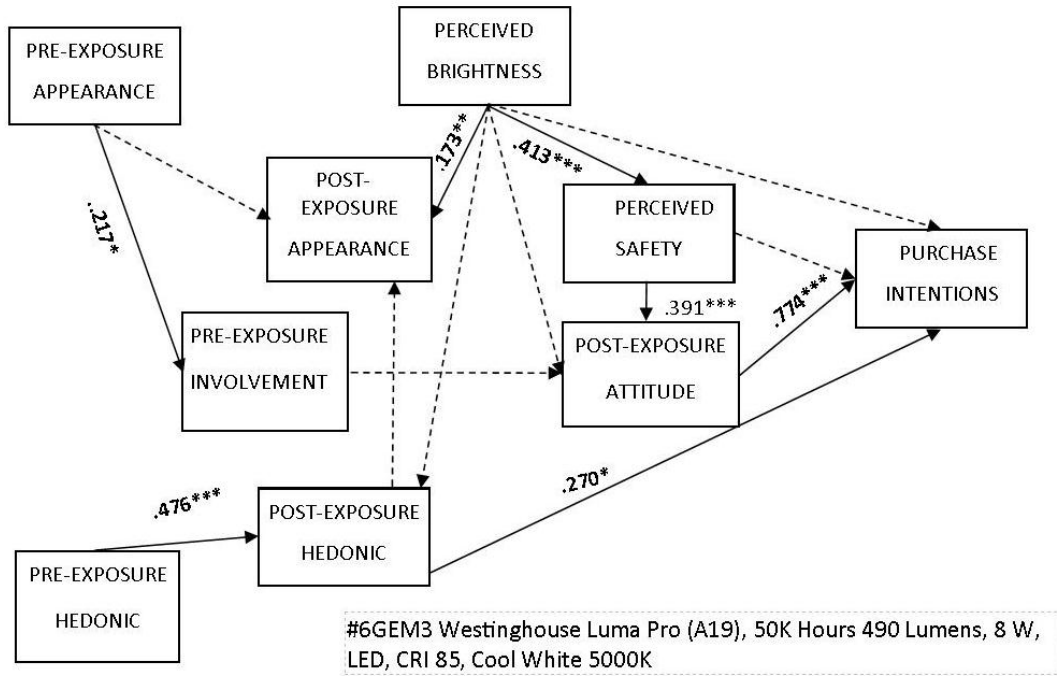 PRE-EXPOSURE
APPEARANCE
PERCEIVED
BRIGHTNESS
.173**
.413***
POST-
EXPOSURE
APPEARANCE
PERCEIVED
SAFETY
PURCHASE
INTENTIONS
..217*
.391***
.774***
PRE-EXPOSURE
INVOLVEMENT
POST-EXPOSURE
ATTITUDE
.270*
.476***
POST-EXPOSURE
HEDONIC
PRE-EXPOSURE
HEDONIC
#6GEM3 Westinghouse Luma Pro (A19), 50K Hours 490 Lumens, 8 W,
LED, CRI 85, Cool White 5000K